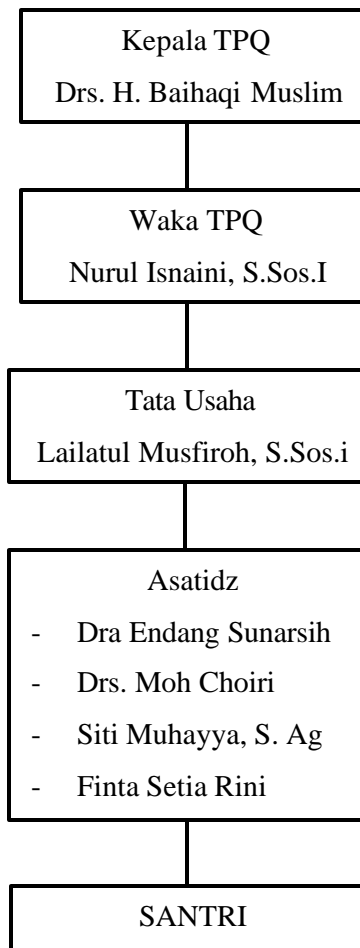 Kepala TPQ
Drs. H. Baihaqi Muslim
Waka TPQ
Nurul Isnaini, S.Sos.I
Tata Usaha
Lailatul Musfiroh, S.Sos.i
Asatidz
- Dra Endang Sunarsih
- Drs. Moh Choiri
- Siti Muhayya, S. Ag
- Finta Setia Rini
SANTRI